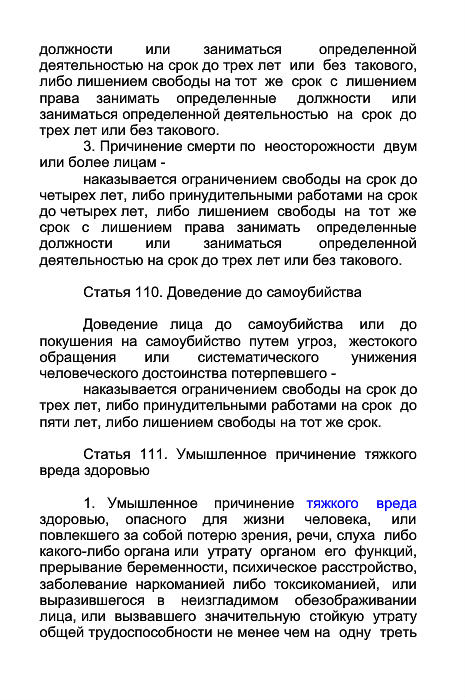 должности или заниматься определенной
деятельностью на срок до трех лет или без такового,
либо лишением свободы на тот же срок с лишением
права занимать определенные должности или
заниматься определенной деятельностью на срок до
трех лет или без такового.
3. Причинение смерти по неосторожности двум
или более лицам -
наказывается ограничением свободы на срок до
четырех лет, либо принудительными работами на срок
до четырех лет, либо лишением свободы на тот же
срок с лишением права занимать определенные
должности или заниматься определенной
деятельностью на срок до трех лет или без такового.
Статья 110. Доведение до самоубийства
Доведение лица до самоубийства или до
покушения на самоубийство путем угроз, жестокого
обращения или систематического унижения
человеческого достоинства потерпевшего -
наказывается ограничением свободы на срок до
трех лет, либо принудительными работами на срок до
пяти лет, либо лишением свободы на тот же срок.
Статья 111. Умышленное причинение тяжкого
вреда здоровью
1. Умышленное причинение тяжкого вреда
здоровью, опасного для жизни человека, или
повлекшего за собой потерю зрения, речи, слуха либо
какого-либо органа или утрату органом его функций,
прерывание беременности, психическое расстройство,
заболевание наркоманией либо токсикоманией, или
выразившегося в неизгладимом обезображивании
лица, или вызвавшего значительную стойкую утрату
общей трудоспособности не менее чем на одну треть